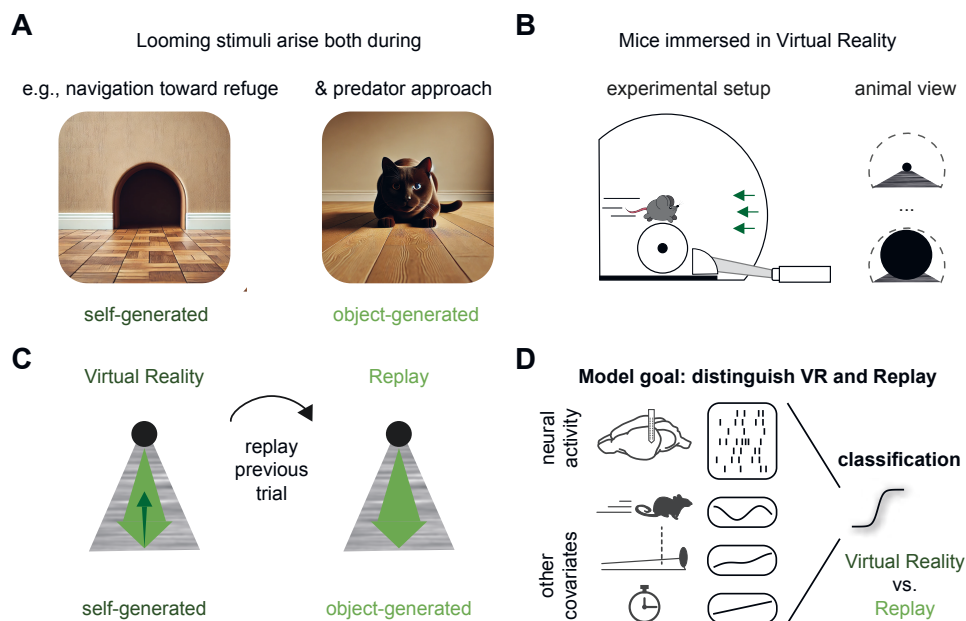 A
Looming stimuli arise both during
e.g., navigation toward refuge
& predator approach
self-generated
object-generated
B
Mice immersed in Virtual Reality
experimental setup
animal view
...
C
Virtual Reality
Replay
replay
previous
trial
self-generated
object-generated
D
Model goal: distinguish VR and Replay
neural
activity
other
covariates
classification
Virtual Reality
vs.
Replay